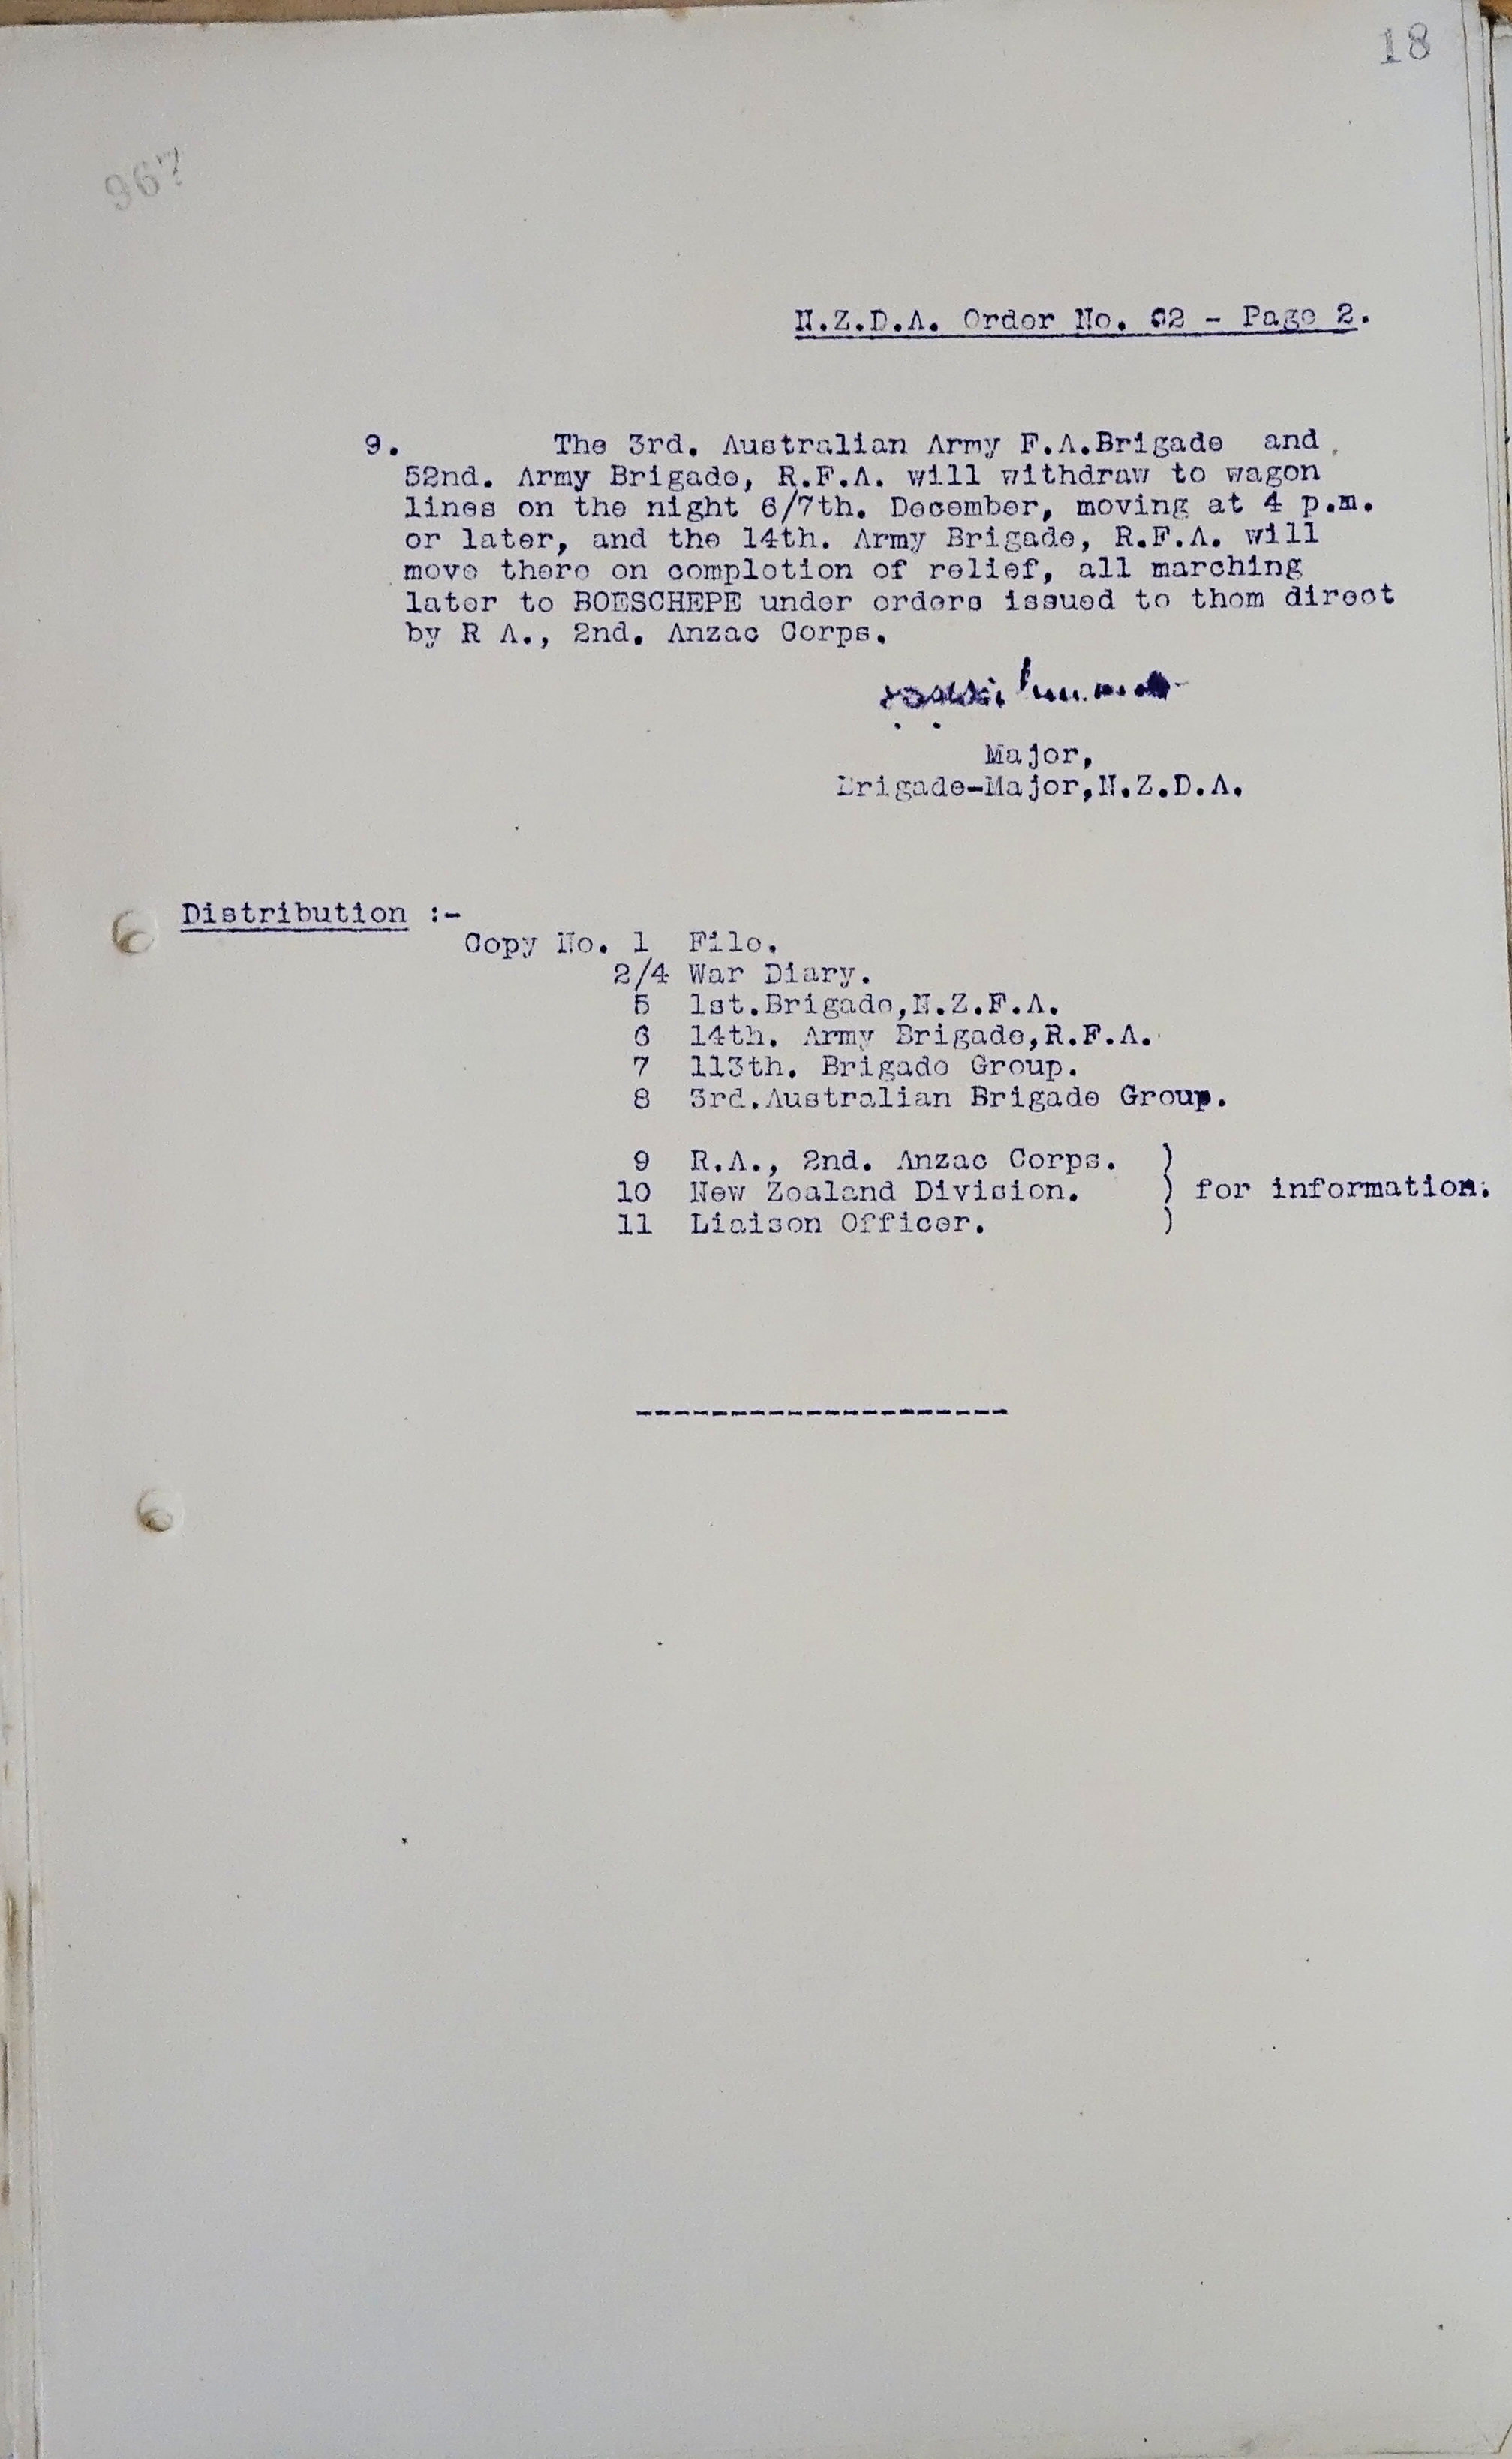 18
967
N.Z.D.A. Order No. 62 - Page 2.
9. The 3rd. Australian Army F.A.Brigade and
52nd. Army Brigade, R.F.A. will withdraw to wagon
lines on the night 6/7th. December, moving at 4 p.m.
or later, and the 14th. Army Brigade, R.F.A. will
move there on completion of relief, all marching
later to BOESCHEPE under orders issued to them direct
by R A., 2nd. Anzac Corps.
Major,
Brigade-Major,N.Z.D.A.
Distribution :-
Copy No. 1 File.
2/4 War Diary.
5 1st.Brigade,N.Z.F.A.
6 14th. Army Brigade,R.F.A.
7 113th. Brigade Group.
8 3rd.Australian Brigade Group.
9 R.A., 2nd. Anzac Corps. )
10 New Zealand Division. ) for information.
11 Liaison Officer. )